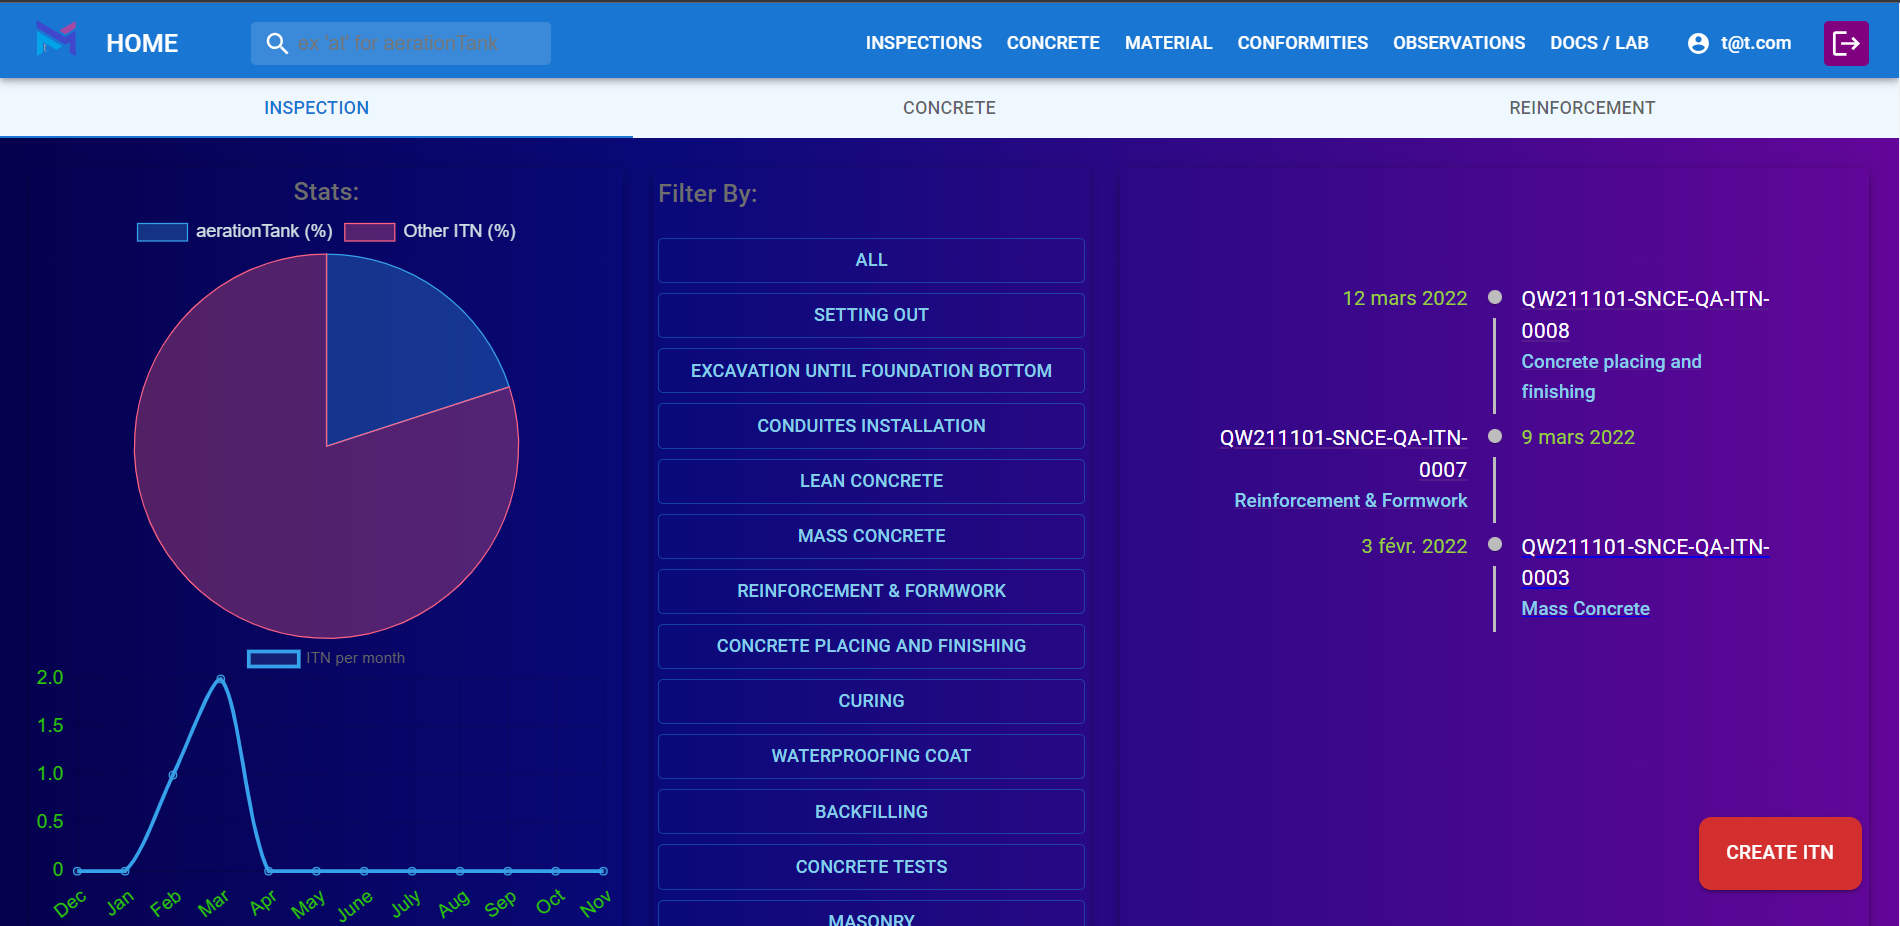 HOME
ex 'at' for aerationTank
INSPECTIONS
CONCRETE
MATERIAL
CONFORMITIES
OBSERVATIONS
DOCS / LAB
t@t.com
INSPECTION
CONCRETE
REINFORCEMENT
Stats:
aerationTank (%)
Other ITN (%)
ITN per month
2.0
1.5
1.0
0.5
0
Dec
Jan
Feb
Mar
Apr
May
June
July
Aug
Sep
Oct
Nov
Filter By:
ALL
SETTING OUT
EXCAVATION UNTIL FOUNDATION BOTTOM
CONDUITES INSTALLATION
LEAN CONCRETE
MASS CONCRETE
REINFORCEMENT & FORMWORK
CONCRETE PLACING AND FINISHING
CURING
WATERPROOFING COAT
BACKFILLING
CONCRETE TESTS
MASONRY
12 mars 2022
QW211101-SNCE-QA-ITN-
0008
Concrete placing and
finishing
QW211101-SNCE-QA-ITN-
0007
Reinforcement & Formwork
9 mars 2022
3 févr. 2022
QW211101-SNCE-QA-ITN-
0003
Mass Concrete
CREATE ITN